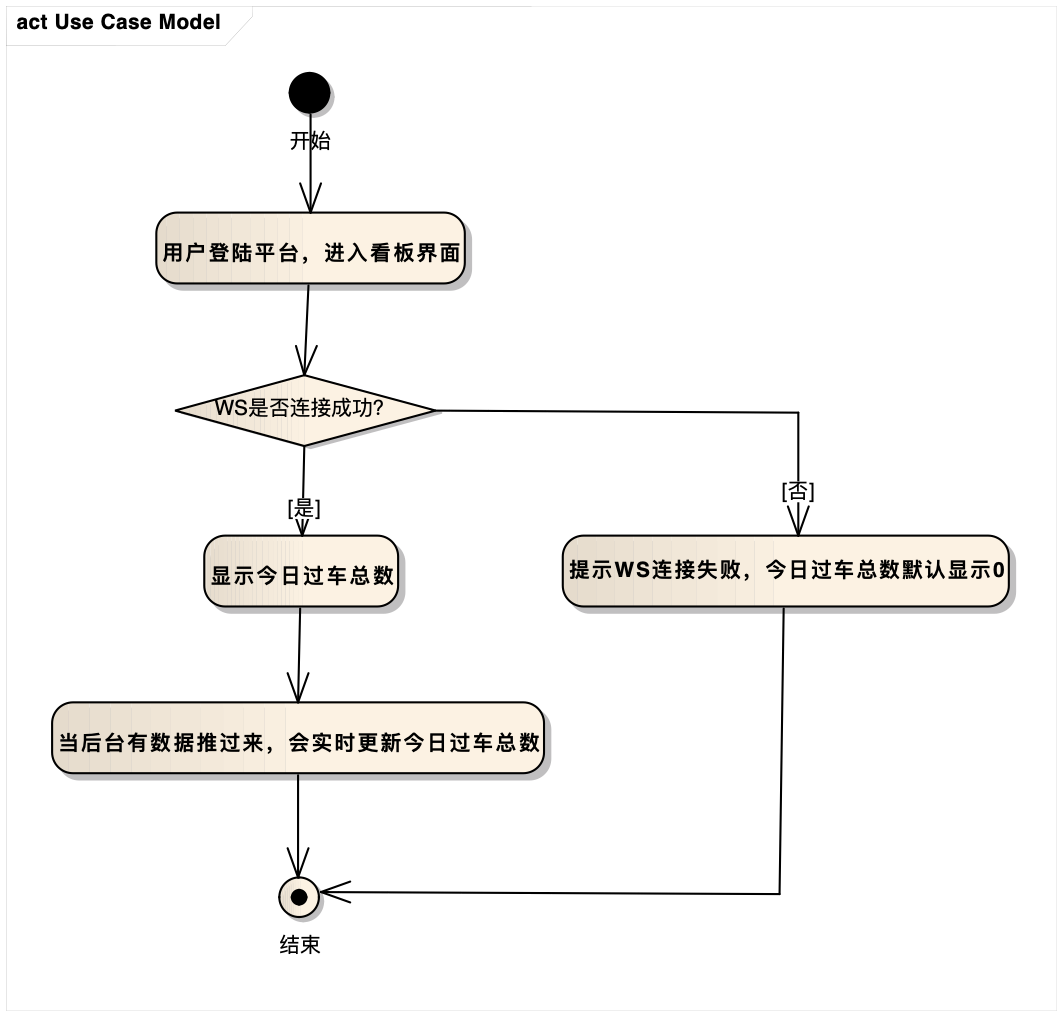 act Use Case Model
开始
用户登陆平台，进入看板界面
WS是否连接成功?
[是]
[否]
显示今日过车总数
提示WS连接失败，今日过车总数默认显示0
当后台有数据推过来，会实时更新今日过车总数
结束